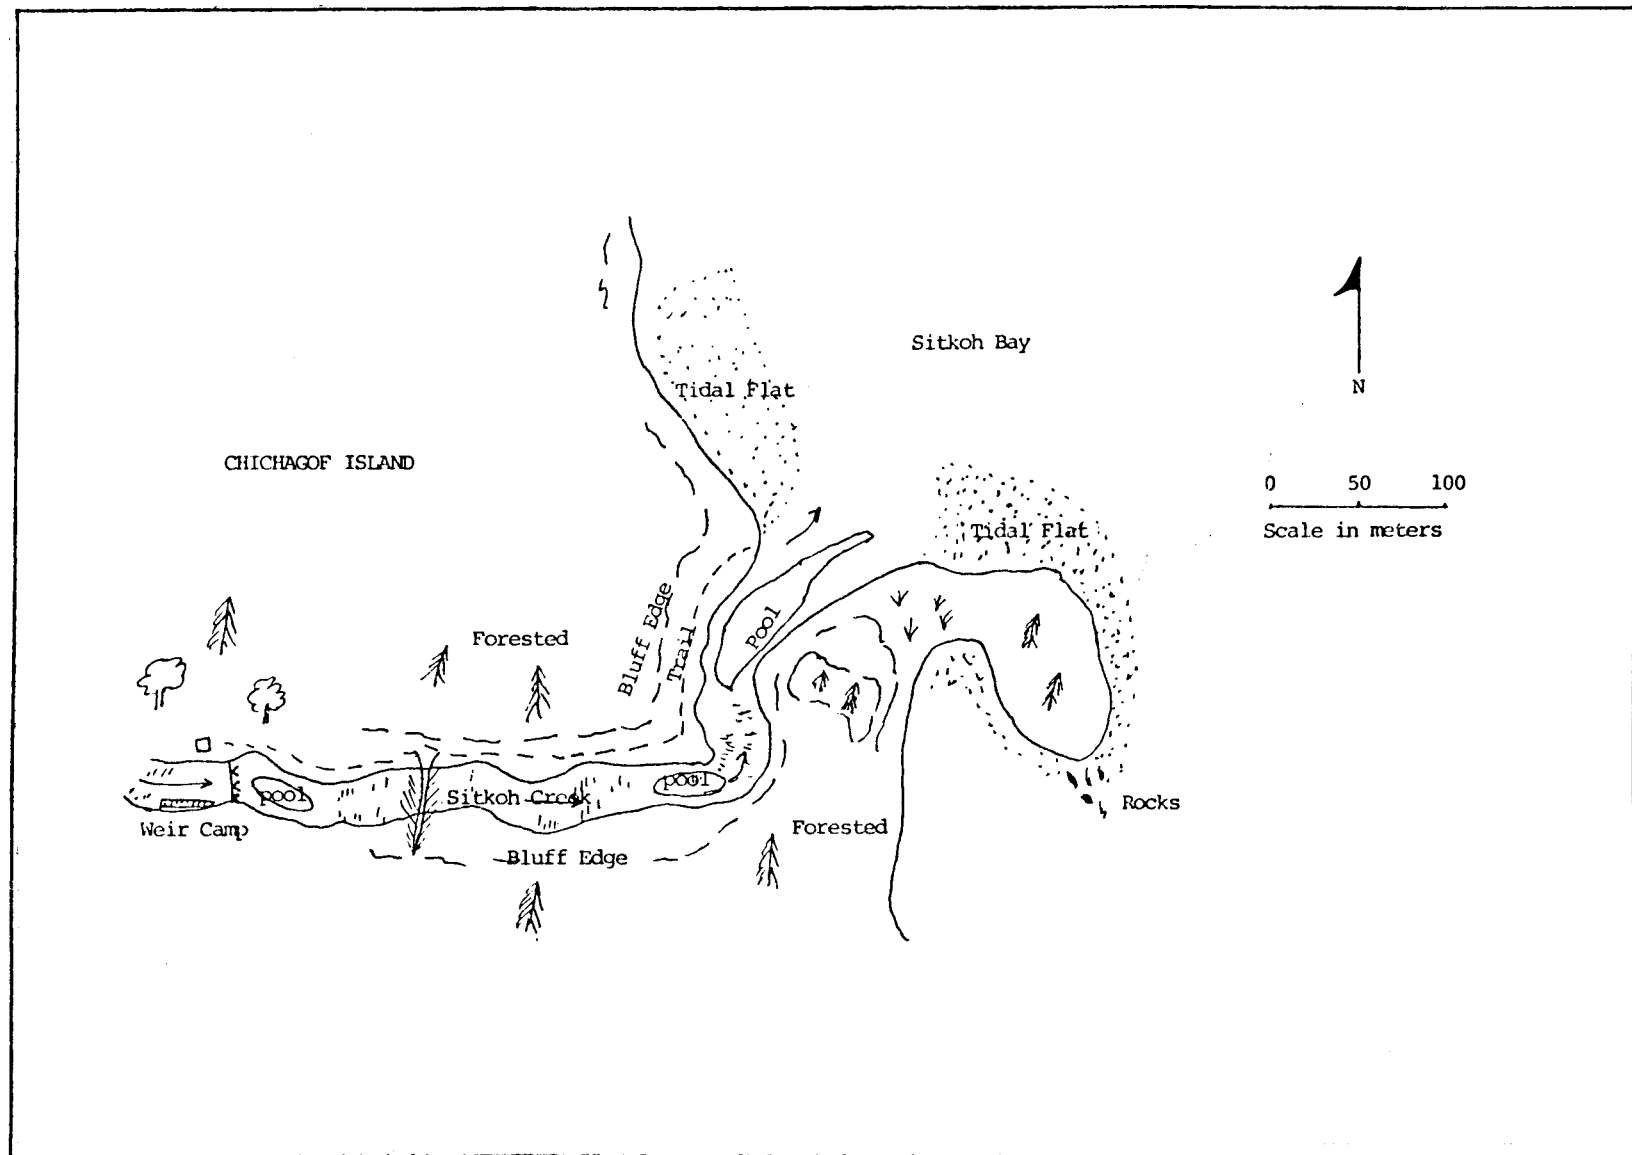 Sitkoh Bay
N
Tidal Flat
CHICHAGOF ISLAND
0 50 100
Scale in meters
Tidal Flat
Forested
Bluff Edge
Trail
Pool
pool
Sitkoh Creek
pool
Weir Camp
Forested
Rocks
Bluff Edge